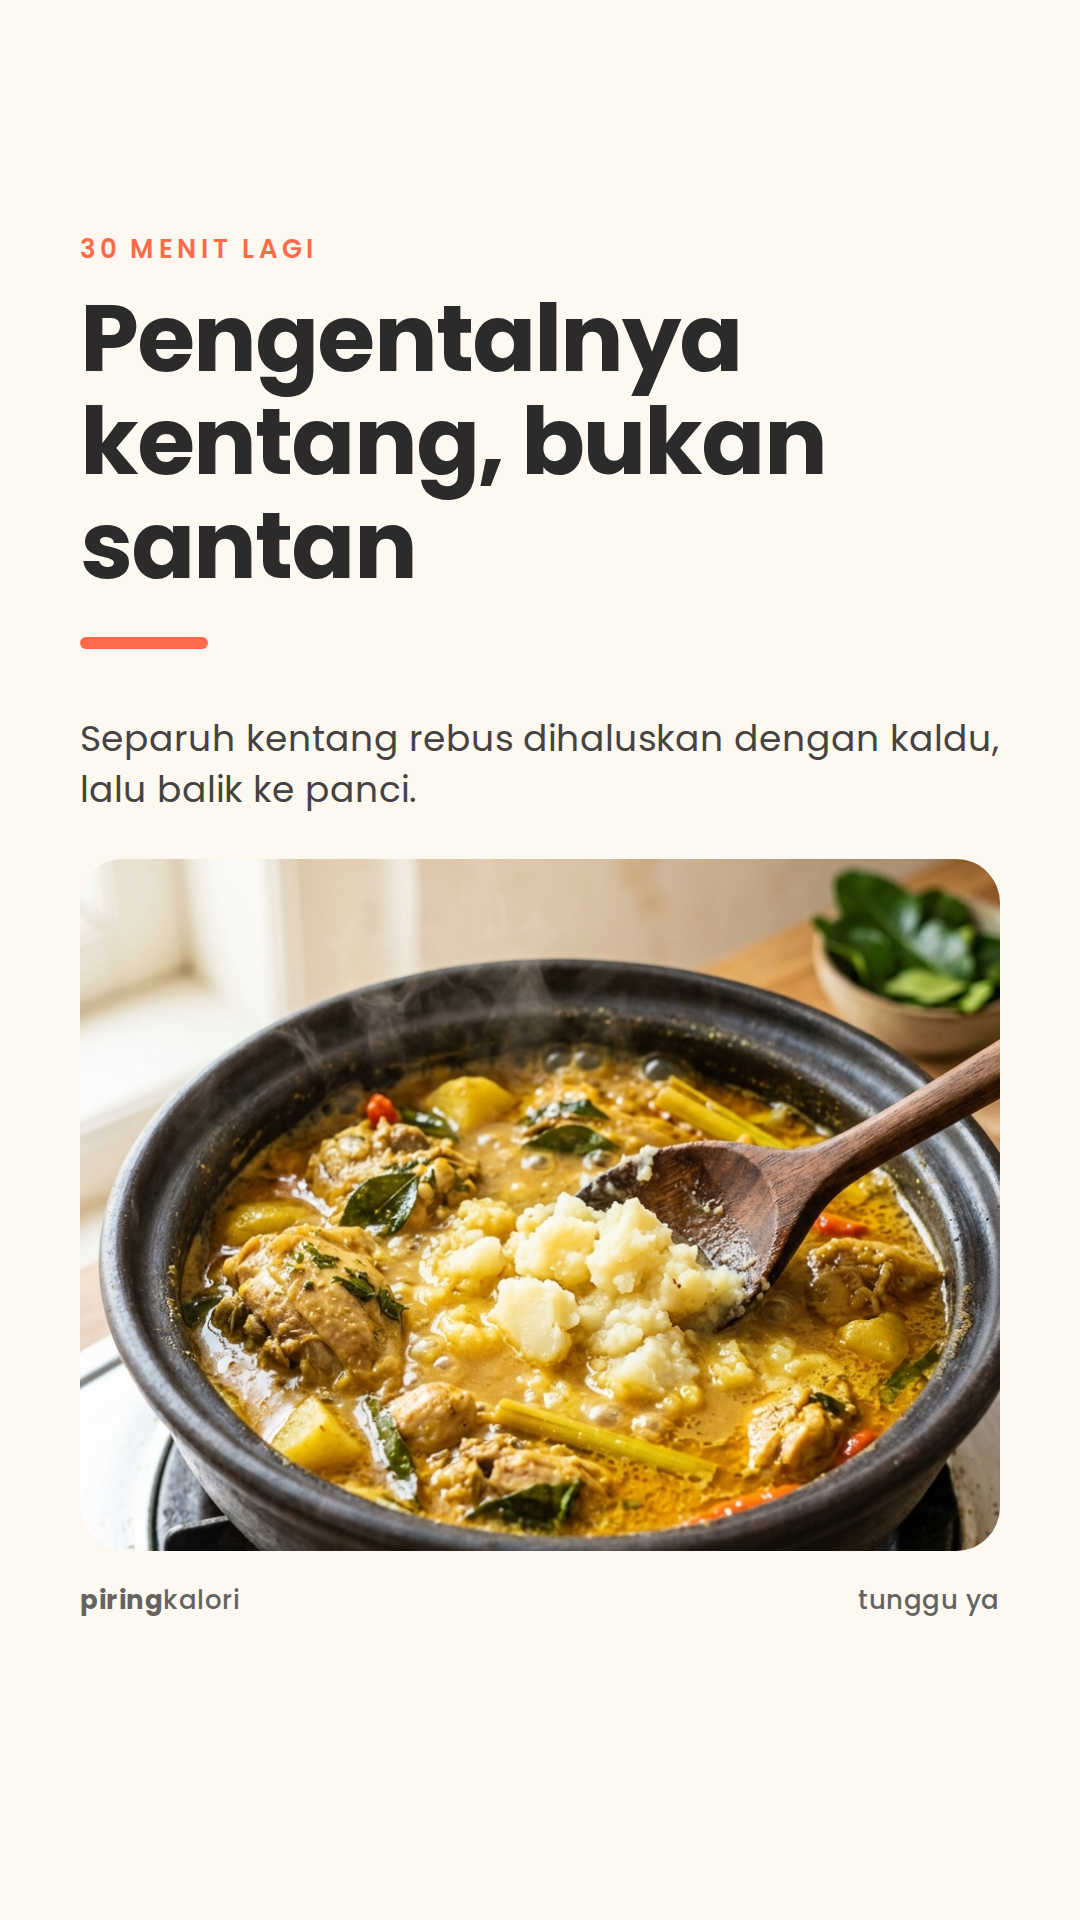 30 MENIT LAGI
Pengentalnya
kentang, bukan
santan
Separuh kentang rebus dihaluskan dengan kaldu,
lalu balik ke panci.
piringkalori
tunggu ya